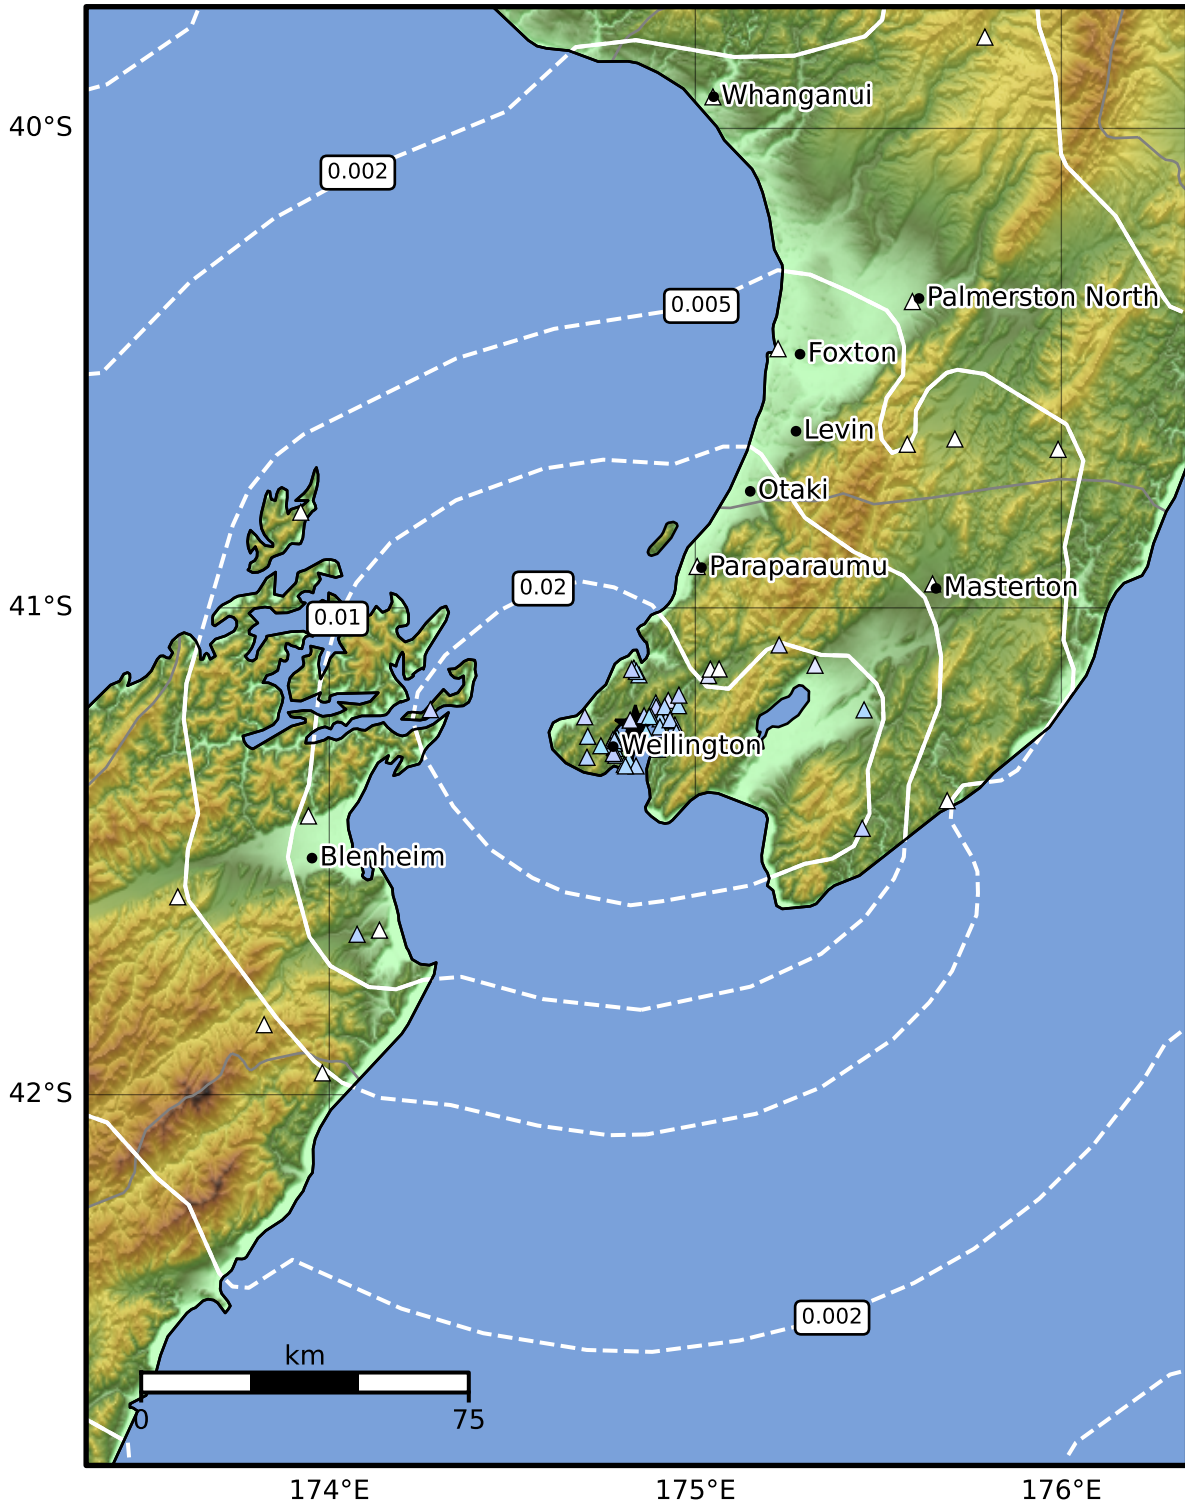 Whanganui
40°S
0.002
Palmerston North
0.005
Foxton
Levin
Otaki
Paraparaumu
0.02
Masterton
41°S
0.01
Wellington
Blenheim
42°S
0.002
km
0
75
174°E
175°E
176°E